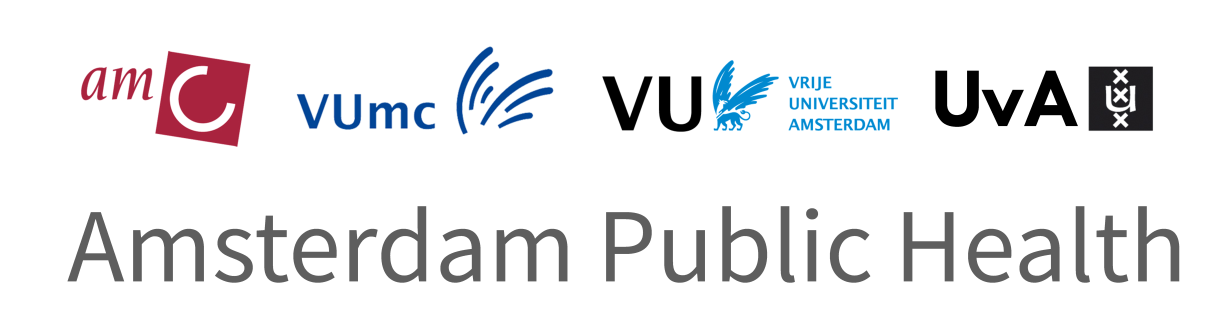 amC
VUmc
VU VRIJE
UNIVERSITEIT
AMSTERDAM
UvA
Amsterdam Public Health